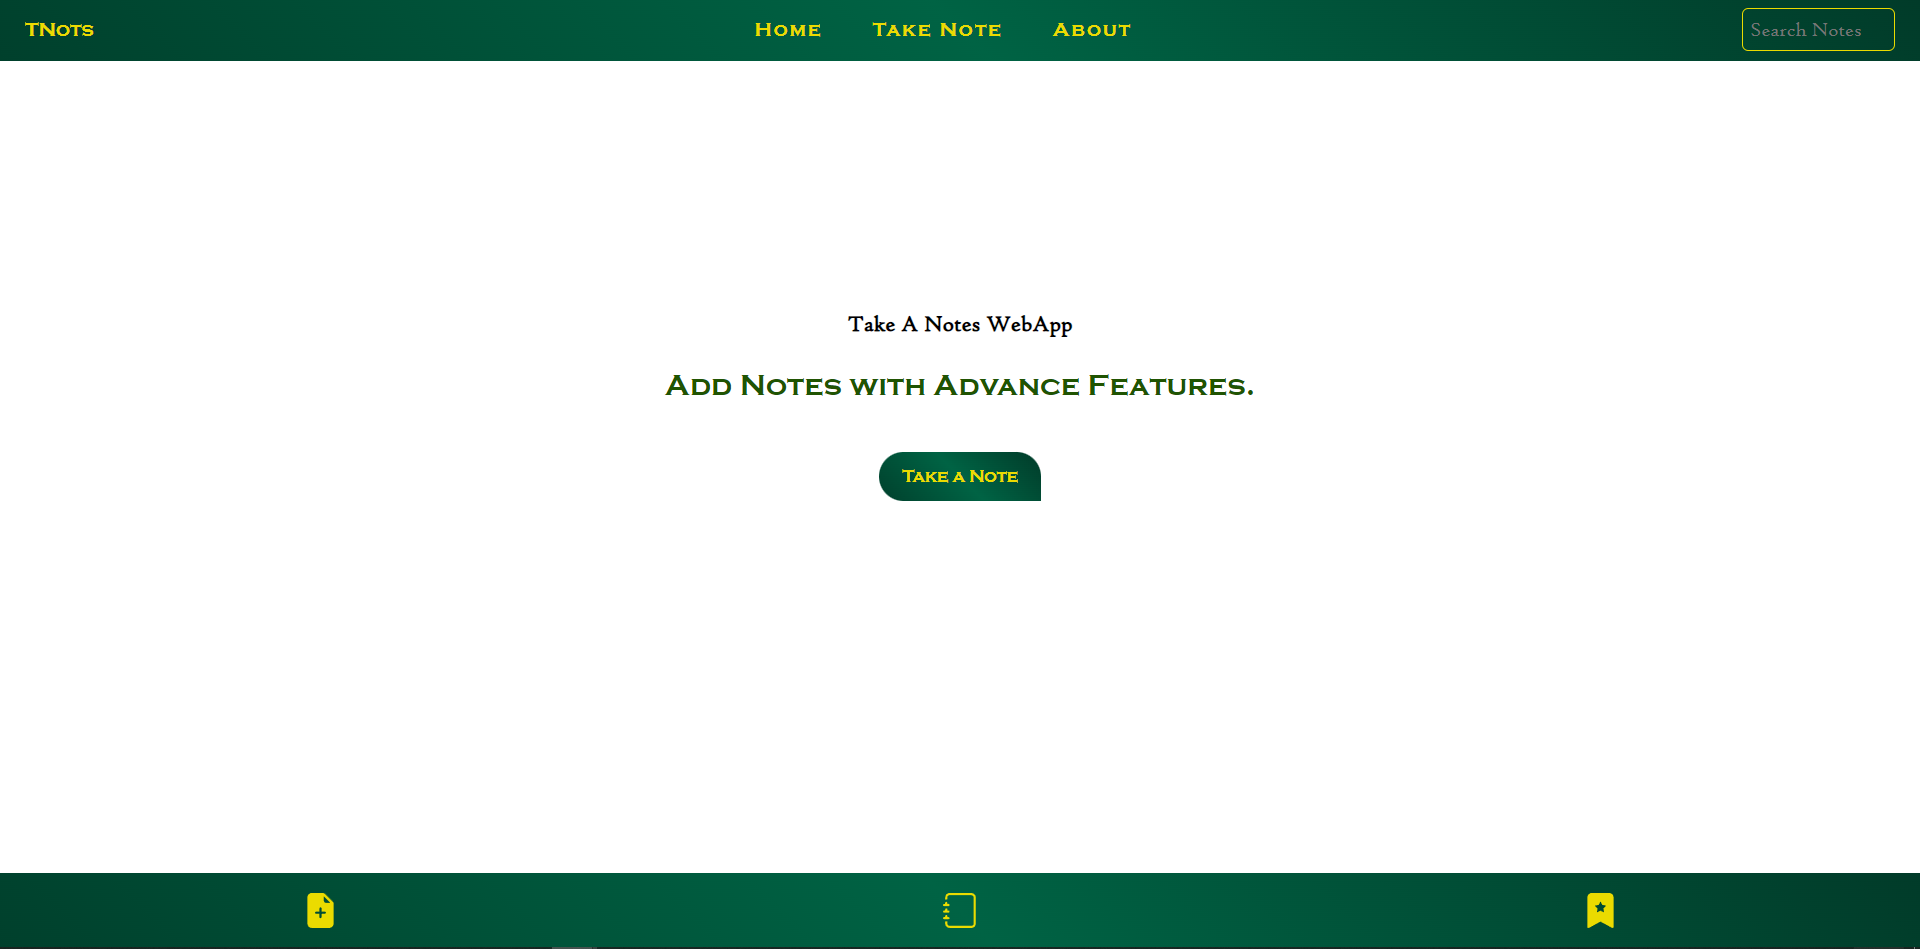 TNots
Home Take Note About
Search Notes
Take A Notes WebApp
Add Notes with Advance Features.
Take a Note